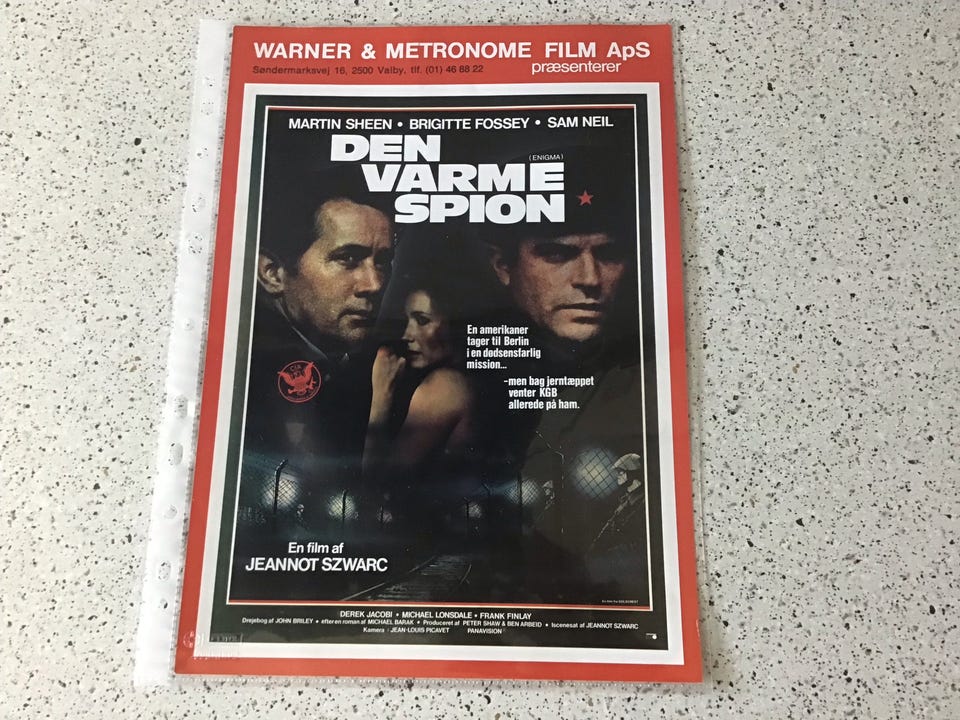 WARNER & METRONOME FILM ApS
Søndermarksvej 16, 2500 Valby, tlf. (01) 46 88 22
præsenterer
MARTIN SHEEN • BRIGITTE FOSSEY • SAM NEIL
DEN
(ENIGMA)
VARME
SPION
En amerikaner
tager til Berlin
i en dødsensfarlig
mission...
-men bag jerntæppet
venter KGB
allerede på ham.
CIA
En film af
JEANNOT SZWARC
DEREK JACOBI • MICHAEL LONSDALE • FRANK FINLAY
Drejebog af JOHN BRILEY • efter en roman af MICHAEL BARAK • Produceret af PETER SHAW & BEN ARBEID • Iscenesat af JEANNOT SZWARC
Kamera : JEAN-LOUIS PICAVET PANAVISION